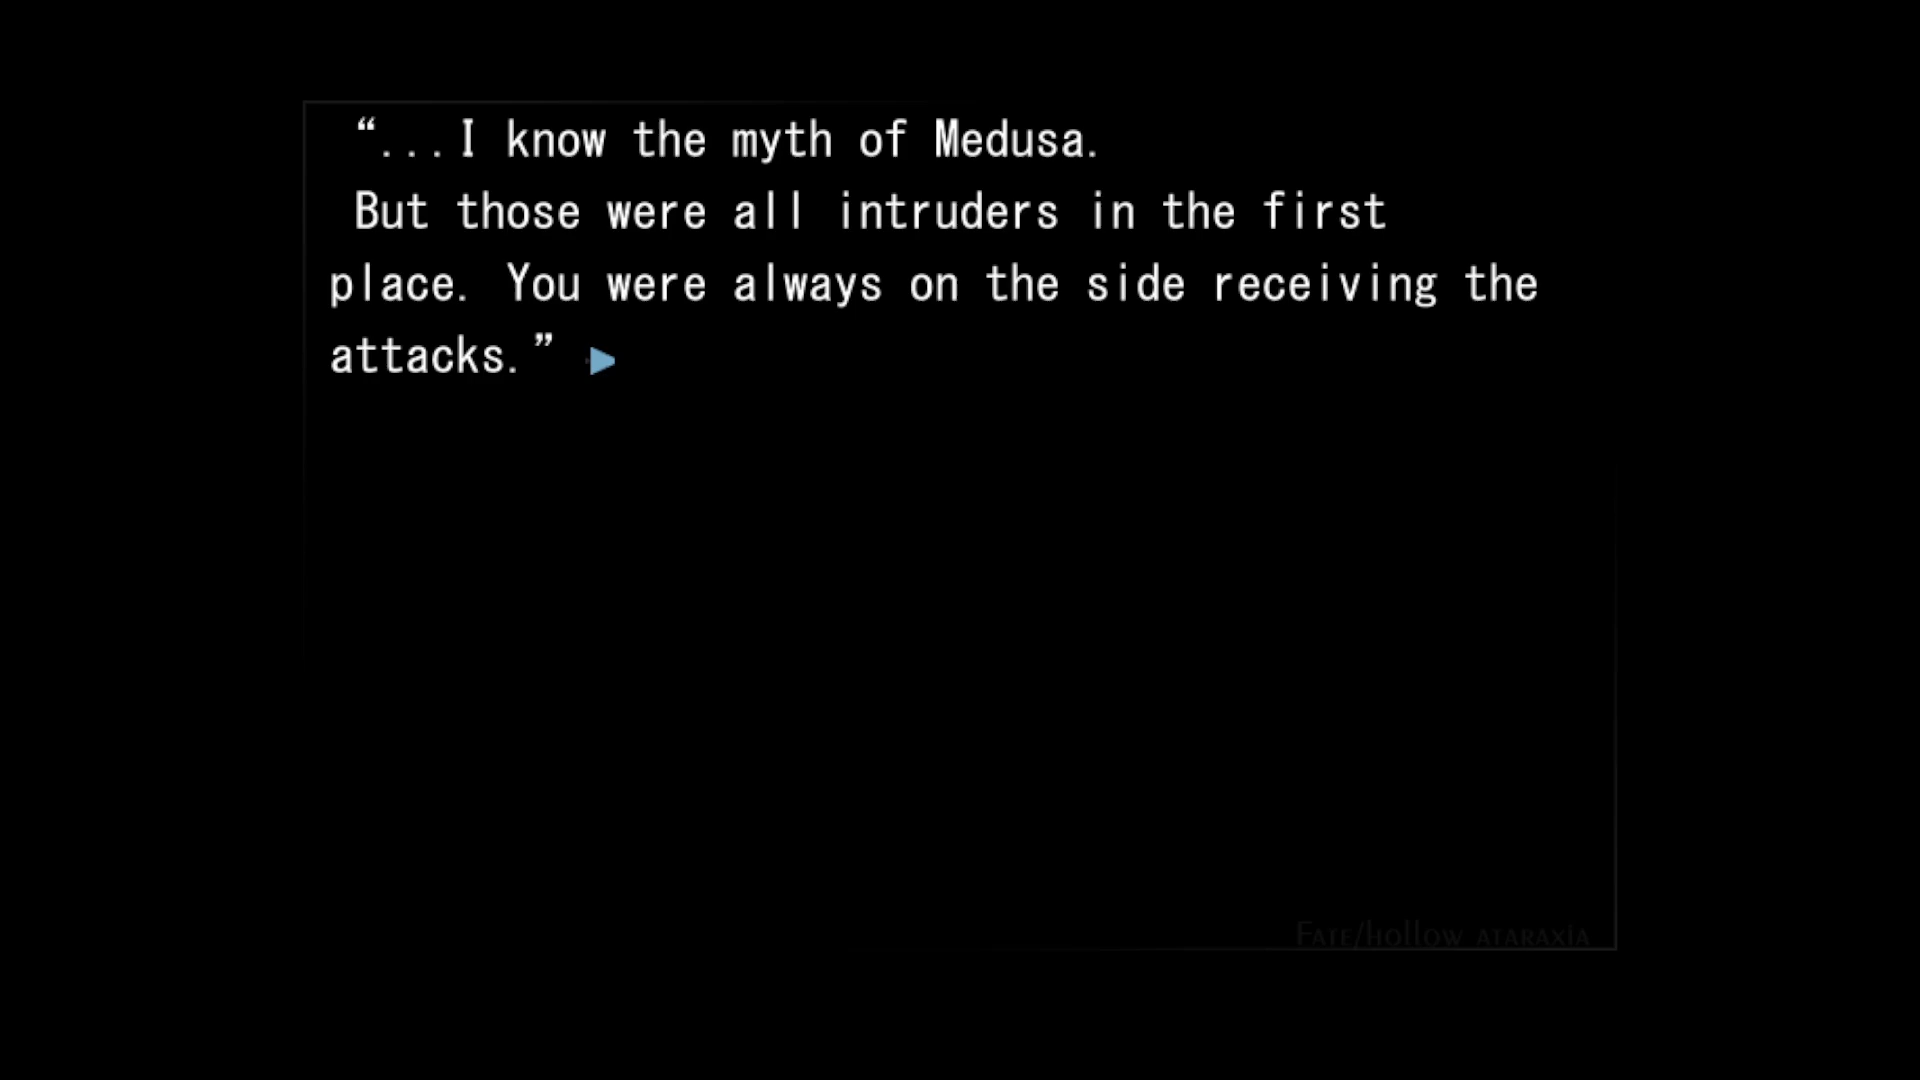 “...I know the myth of Medusa.
But those were all intruders in the first
place. You were always on the side receiving the
attacks.”
Fate/hollow ataraxia